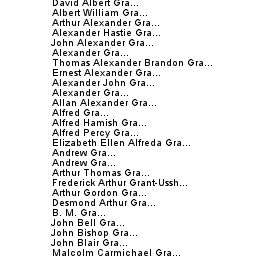 David Albert Gra...
Albert William Gra...
Arthur Alexander Gra...
Alexander Hastie Gra...
John Alexander Gra...
Alexander Gra...
Thomas Alexander Brandon Gra...
Ernest Alexander Gra...
Alexander John Gra...
Alexander Gra...
Allan Alexander Gra...
Alfred Gra...
Alfred Hamish Gra...
Alfred Percy Gra...
Elizabeth Ellen Alfreda Gra...
Andrew Gra...
Andrew Gra...
Arthur Thomas Gra...
Frederick Arthur Grant-Ussh...
Arthur Gordon Gra...
Desmond Arthur Gra...
B. M. Gra...
John Bell Gra...
John Bishop Gra...
John Blair Gra...
Malcolm Carmichael Gra...